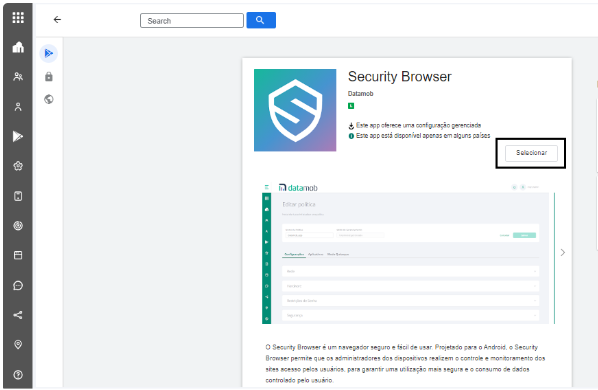 Search
Security Browser
Datamob
L
Este app oferece uma configuração gerenciada
Este app está disponível apenas em alguns países
Selecionar
datamob
Editar política
Configurações Aplicativos
O Security Browser é um navegador seguro e fácil de usar. Projetado para o Android, o Security
Browser permite que os administradores dos dispositivos realizem o controle e monitoramento dos
sites acesso pelos usuários, para garantir uma utilização mais segura e o consumo de dados
controlado pelo usuário.